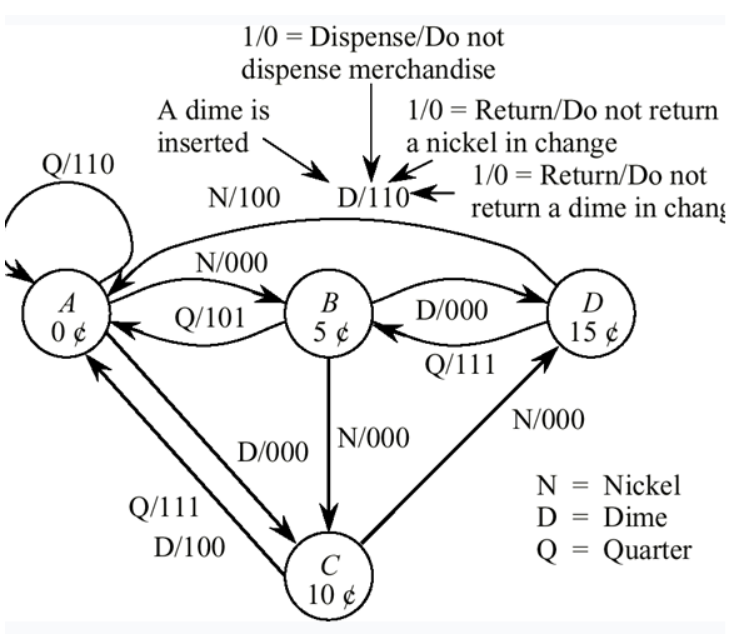 1/0 = Dispense/Do not
dispense merchandise
A dime is
inserted
1/0 = Return/Do not return
a nickel in change
Q/110
N/100
D/110
1/0 = Return/Do not
return a dime in chang
N/000
A
0 ¢
Q/101
B
5 ¢
D/000
D
15 ¢
Q/111
D/000
N/000
N/000
Q/111
D/100
N = Nickel
D = Dime
Q = Quarter
C
10 ¢